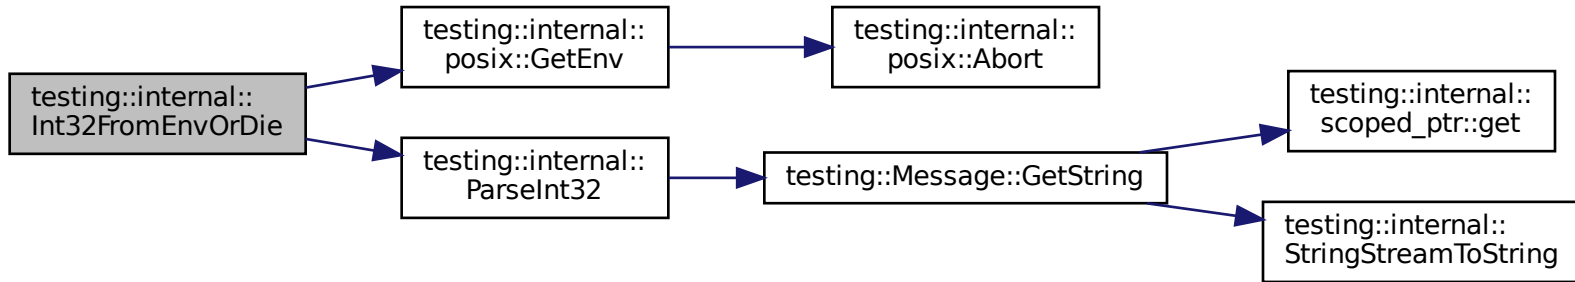 testing::internal::
Int32FromEnvOrDie
testing::internal::
posix::GetEnv
testing::internal::
posix::Abort
testing::internal::
ParseInt32
testing::Message::GetString
testing::internal::
scoped_ptr::get
testing::internal::
StringStreamToString